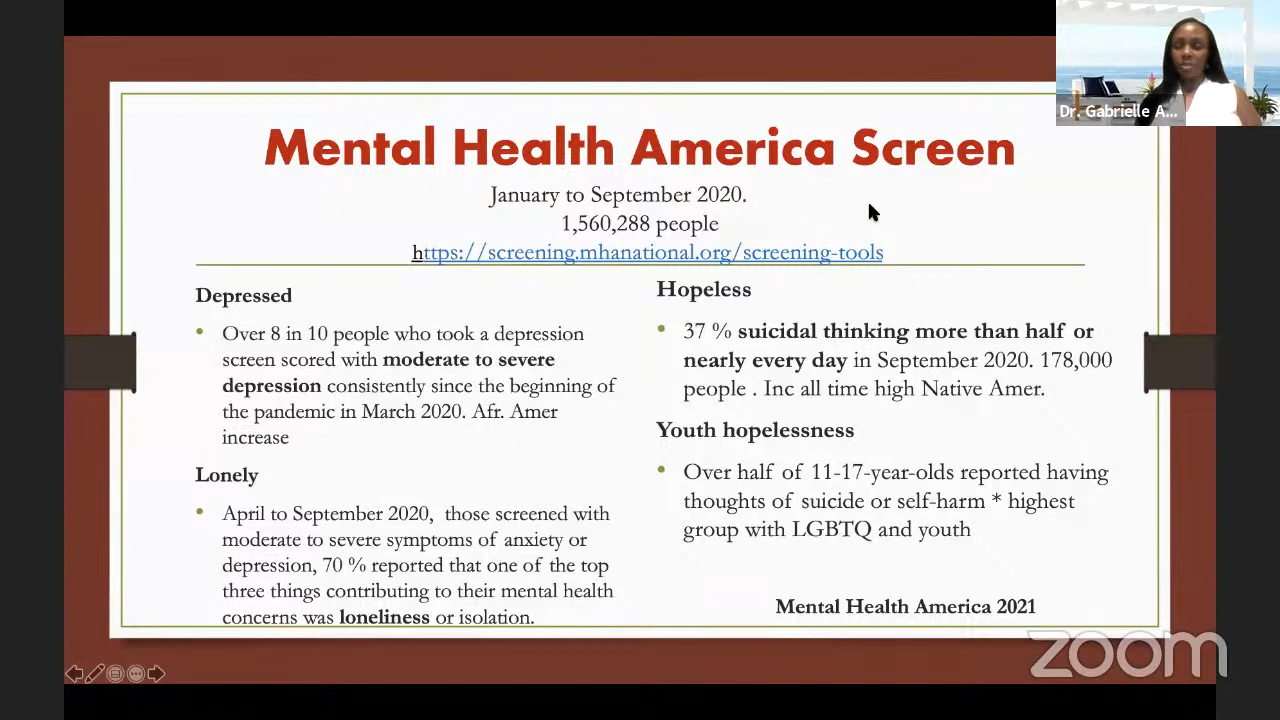 Dr. Gabrielle A...
Mental Health America Screen
January to September 2020.
1,560,288 people
https://screening.mhanational.org/screening-tools
Depressed
• Over 8 in 10 people who took a depression
screen scored with moderate to severe
depression consistently since the beginning of
the pandemic in March 2020. Afr. Amer
increase
Lonely
• April to September 2020, those screened with
moderate to severe symptoms of anxiety or
depression, 70 % reported that one of the top
three things contributing to their mental health
concerns was loneliness or isolation.
Hopeless
• 37 % suicidal thinking more than half or
nearly every day in September 2020. 178,000
people . Inc all time high Native Amer.
Youth hopelessness
• Over half of 11-17-year-olds reported having
thoughts of suicide or self-harm * highest
group with LGBTQ and youth
Mental Health America 2021
zoom